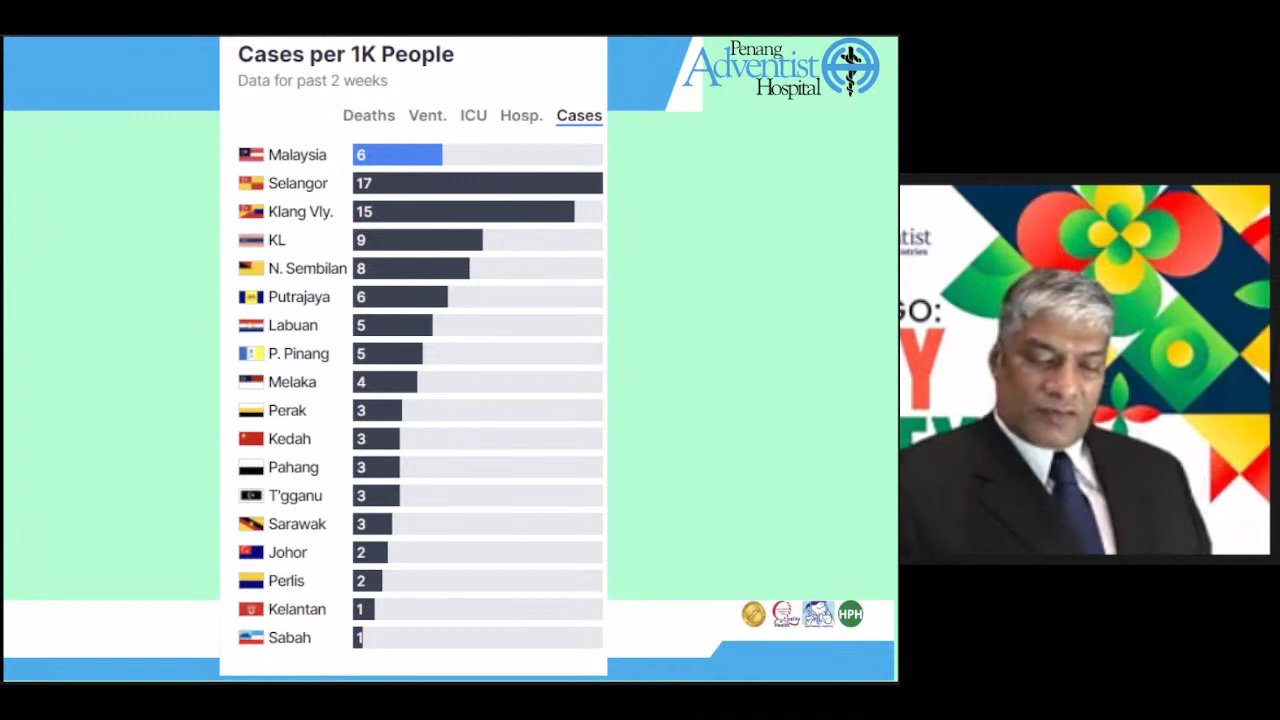 Cases per 1K People
Data for past 2 weeks
Deaths Vent. ICU Hosp. Cases
Malaysia 6
Selangor 17
Klang Vly. 15
KL 9
N. Sembilan 8
Putrajaya 6
Labuan 5
P. Pinang 5
Melaka 4
Perak 3
Kedah 3
Pahang 3
T'gganu 3
Sarawak 3
Johor 2
Perlis 2
Kelantan 1
Sabah 1
Penang
Adventist
Hospital
HPH
tist
GO:
Y